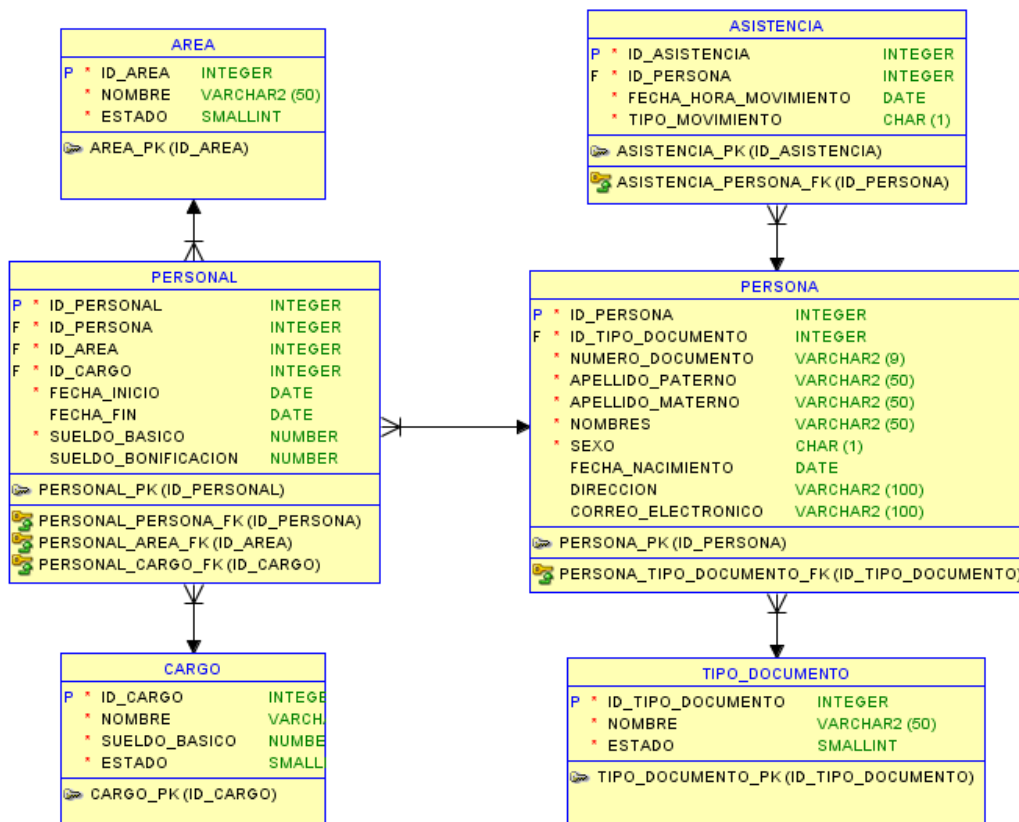 AREA
P * ID_AREA INTEGER
* NOMBRE VARCHAR2 (50)
* ESTADO SMALLINT
AREA_PK (ID_AREA)
ASISTENCIA
P * ID_ASISTENCIA INTEGER
F * ID_PERSONA INTEGER
* FECHA_HORA_MOVIMIENTO DATE
* TIPO_MOVIMIENTO CHAR (1)
ASISTENCIA_PK (ID_ASISTENCIA)
ASISTENCIA_PERSONA_FK (ID_PERSONA)
PERSONAL
P * ID_PERSONAL INTEGER
F * ID_PERSONA INTEGER
F * ID_AREA INTEGER
F * ID_CARGO INTEGER
* FECHA_INICIO DATE
FECHA_FIN DATE
* SUELDO_BASICO NUMBER
SUELDO_BONIFICACION NUMBER
PERSONAL_PK (ID_PERSONAL)
PERSONAL_PERSONA_FK (ID_PERSONA)
PERSONAL_AREA_FK (ID_AREA)
PERSONAL_CARGO_FK (ID_CARGO)
PERSONA
P * ID_PERSONA INTEGER
F * ID_TIPO_DOCUMENTO INTEGER
* NUMERO_DOCUMENTO VARCHAR2 (9)
* APELLIDO_PATERNO VARCHAR2 (50)
* APELLIDO_MATERNO VARCHAR2 (50)
* NOMBRES VARCHAR2 (50)
* SEXO CHAR (1)
FECHA_NACIMIENTO DATE
DIRECCION VARCHAR2 (100)
CORREO_ELECTRONICO VARCHAR2 (100)
PERSONA_PK (ID_PERSONA)
PERSONA_TIPO_DOCUMENTO_FK (ID_TIPO_DOCUMENTO)
CARGO
P * ID_CARGO INTEGE
* NOMBRE VARCHA
* SUELDO_BASICO NUMBE
* ESTADO SMALL
CARGO_PK (ID_CARGO)
TIPO_DOCUMENTO
P * ID_TIPO_DOCUMENTO INTEGER
* NOMBRE VARCHAR2 (50)
* ESTADO SMALLINT
TIPO_DOCUMENTO_PK (ID_TIPO_DOCUMENTO)